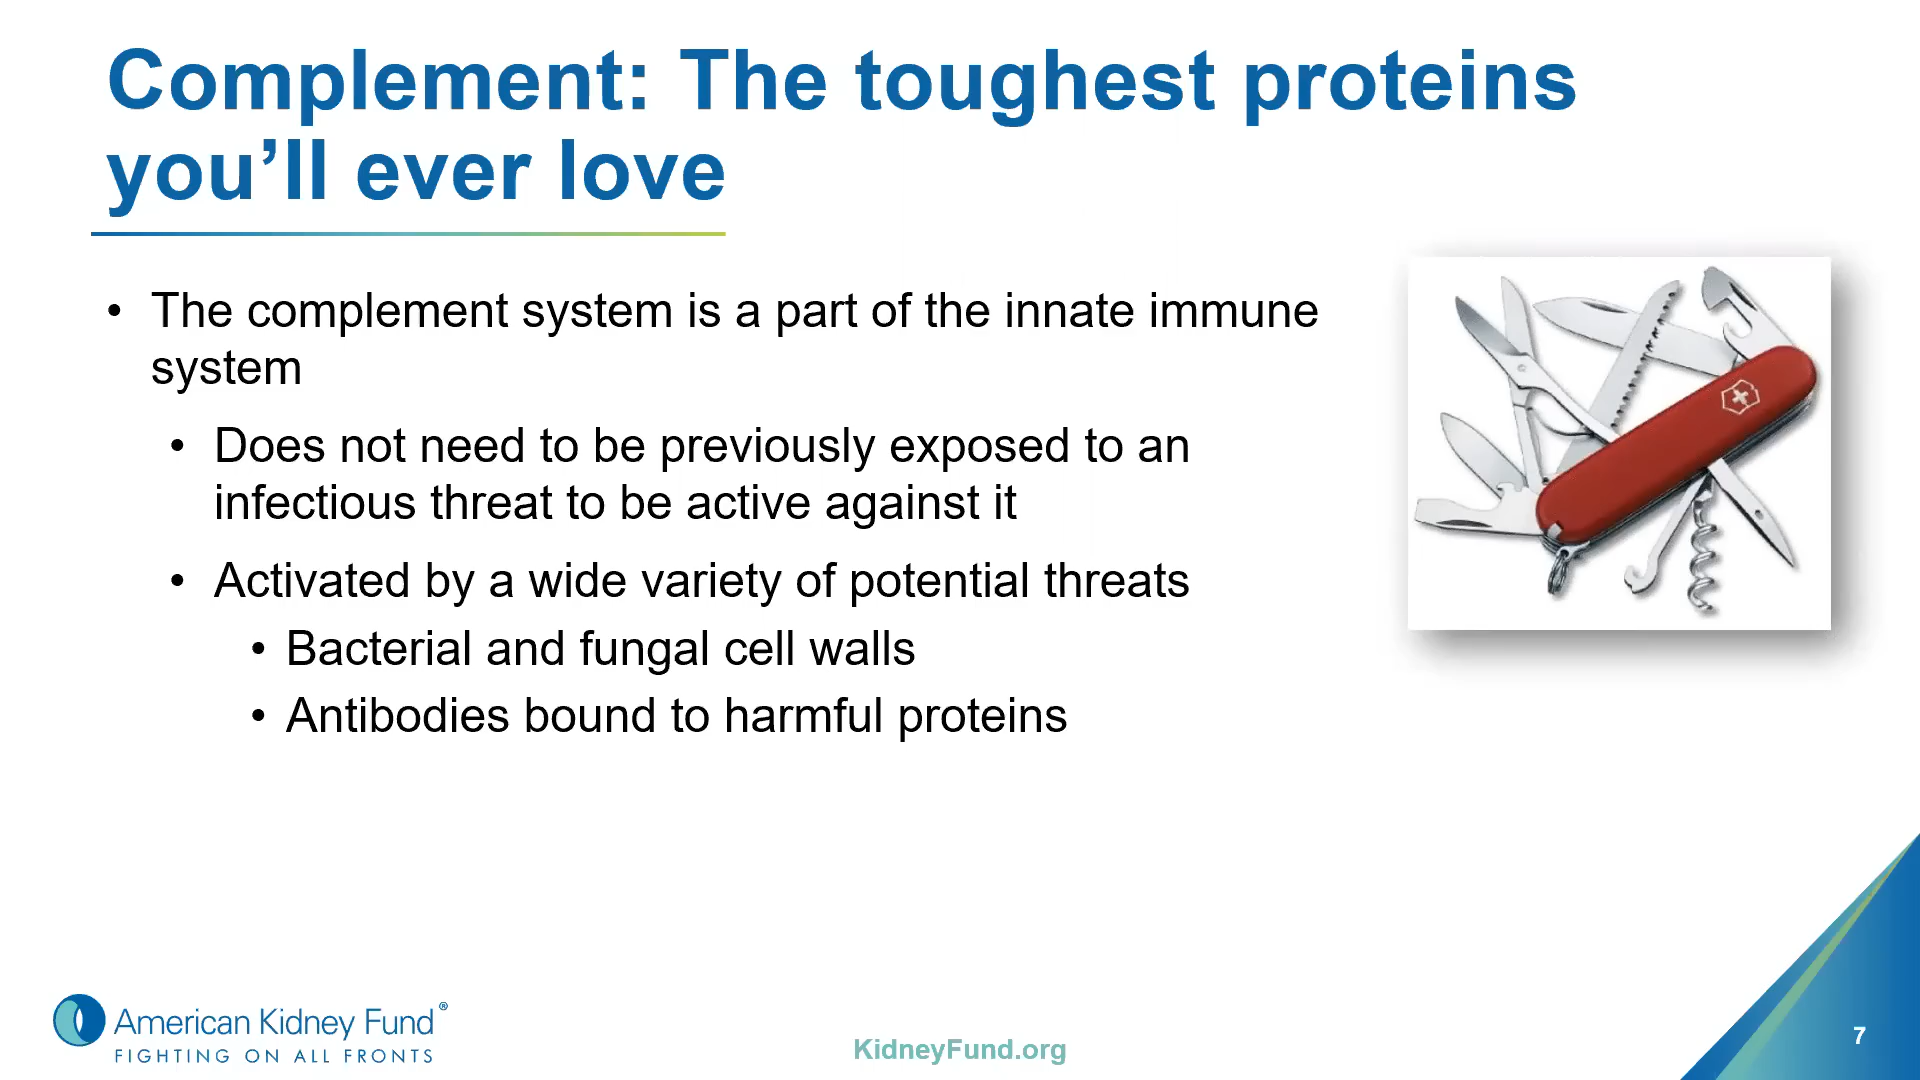 Complement: The toughest proteins
you’ll ever love
• The complement system is a part of the innate immune
system
• Does not need to be previously exposed to an
infectious threat to be active against it
• Activated by a wide variety of potential threats
• Bacterial and fungal cell walls
• Antibodies bound to harmful proteins
American Kidney Fund®
FIGHTING ON ALL FRONTS
KidneyFund.org
7